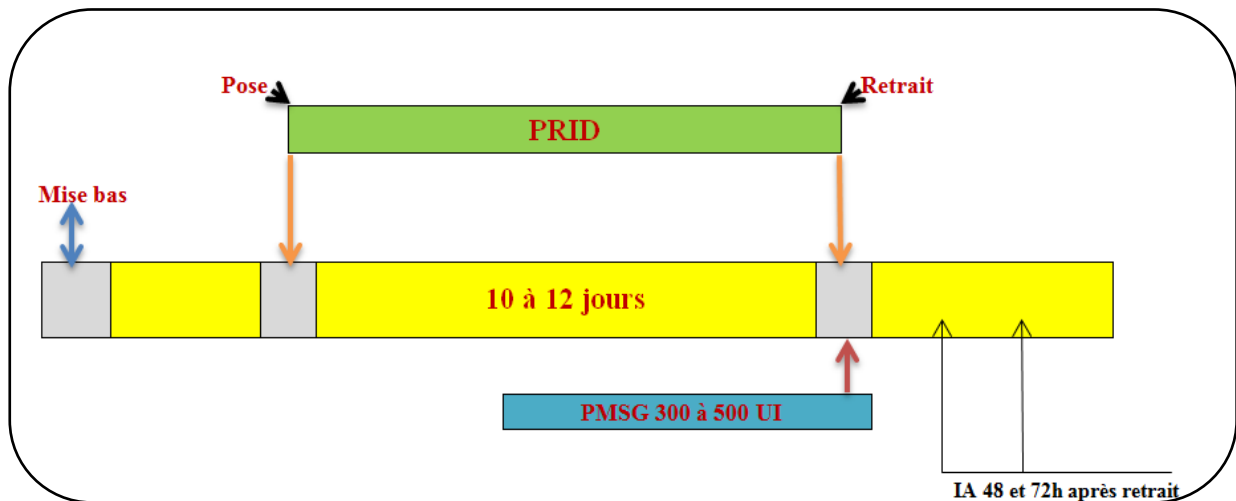 Pose
Retrait
PRID
Mise bas
10 à 12 jours
PMSG 300 à 500 UI
IA 48 et 72h après retrait